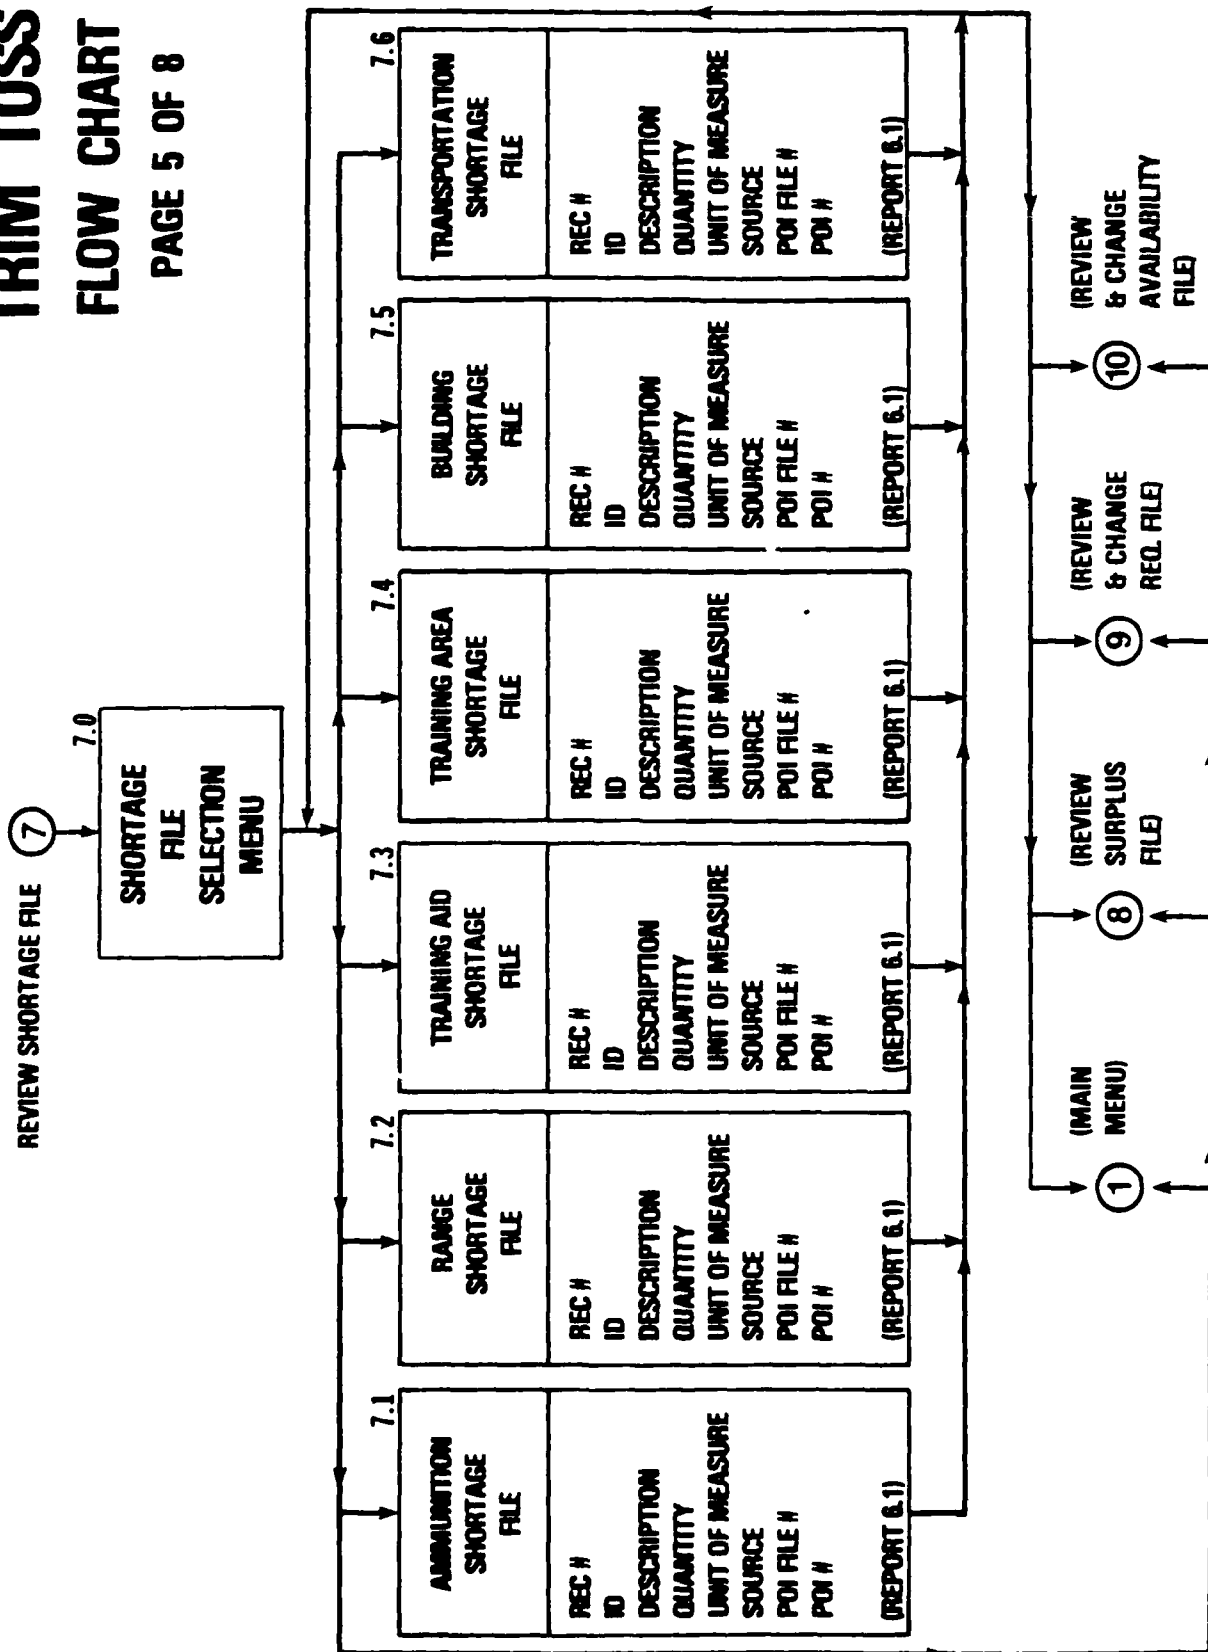 TRIM TOSS
FLOW CHART
PAGE 5 OF 8
REVIEW SHORTAGE FILE
7
7.0
SHORTAGE
FILE
SELECTION
MENU
7.1
AMMUNITION
SHORTAGE
FILE
REC #
ID
DESCRIPTION
QUANTITY
UNIT OF MEASURE
SOURCE
POI FILE #
POI #
(REPORT 6.1)
7.2
RANGE
SHORTAGE
FILE
REC #
ID
DESCRIPTION
QUANTITY
UNIT OF MEASURE
SOURCE
POI FILE #
POI #
(REPORT 6.1)
7.3
TRAINING AID
SHORTAGE
FILE
REC #
ID
DESCRIPTION
QUANTITY
UNIT OF MEASURE
SOURCE
POI FILE #
POI #
(REPORT 6.1)
7.4
TRAINING AREA
SHORTAGE
FILE
REC #
ID
DESCRIPTION
QUANTITY
UNIT OF MEASURE
SOURCE
POI FILE #
POI #
(REPORT 6.1)
7.5
BUILDING
SHORTAGE
FILE
REC #
ID
DESCRIPTION
QUANTITY
UNIT OF MEASURE
SOURCE
POI FILE #
POI #
(REPORT 6.1)
7.6
TRANSPORTATION
SHORTAGE
FILE
REC #
ID
DESCRIPTION
QUANTITY
UNIT OF MEASURE
SOURCE
POI FILE #
POI #
(REPORT 6.1)
(MAIN
MENU)
1
(REVIEW
SURPLUS
FILE)
8
(REVIEW
& CHANGE
REQ. FILE)
9
(REVIEW
& CHANGE
AVAILABILITY
FILE)
10